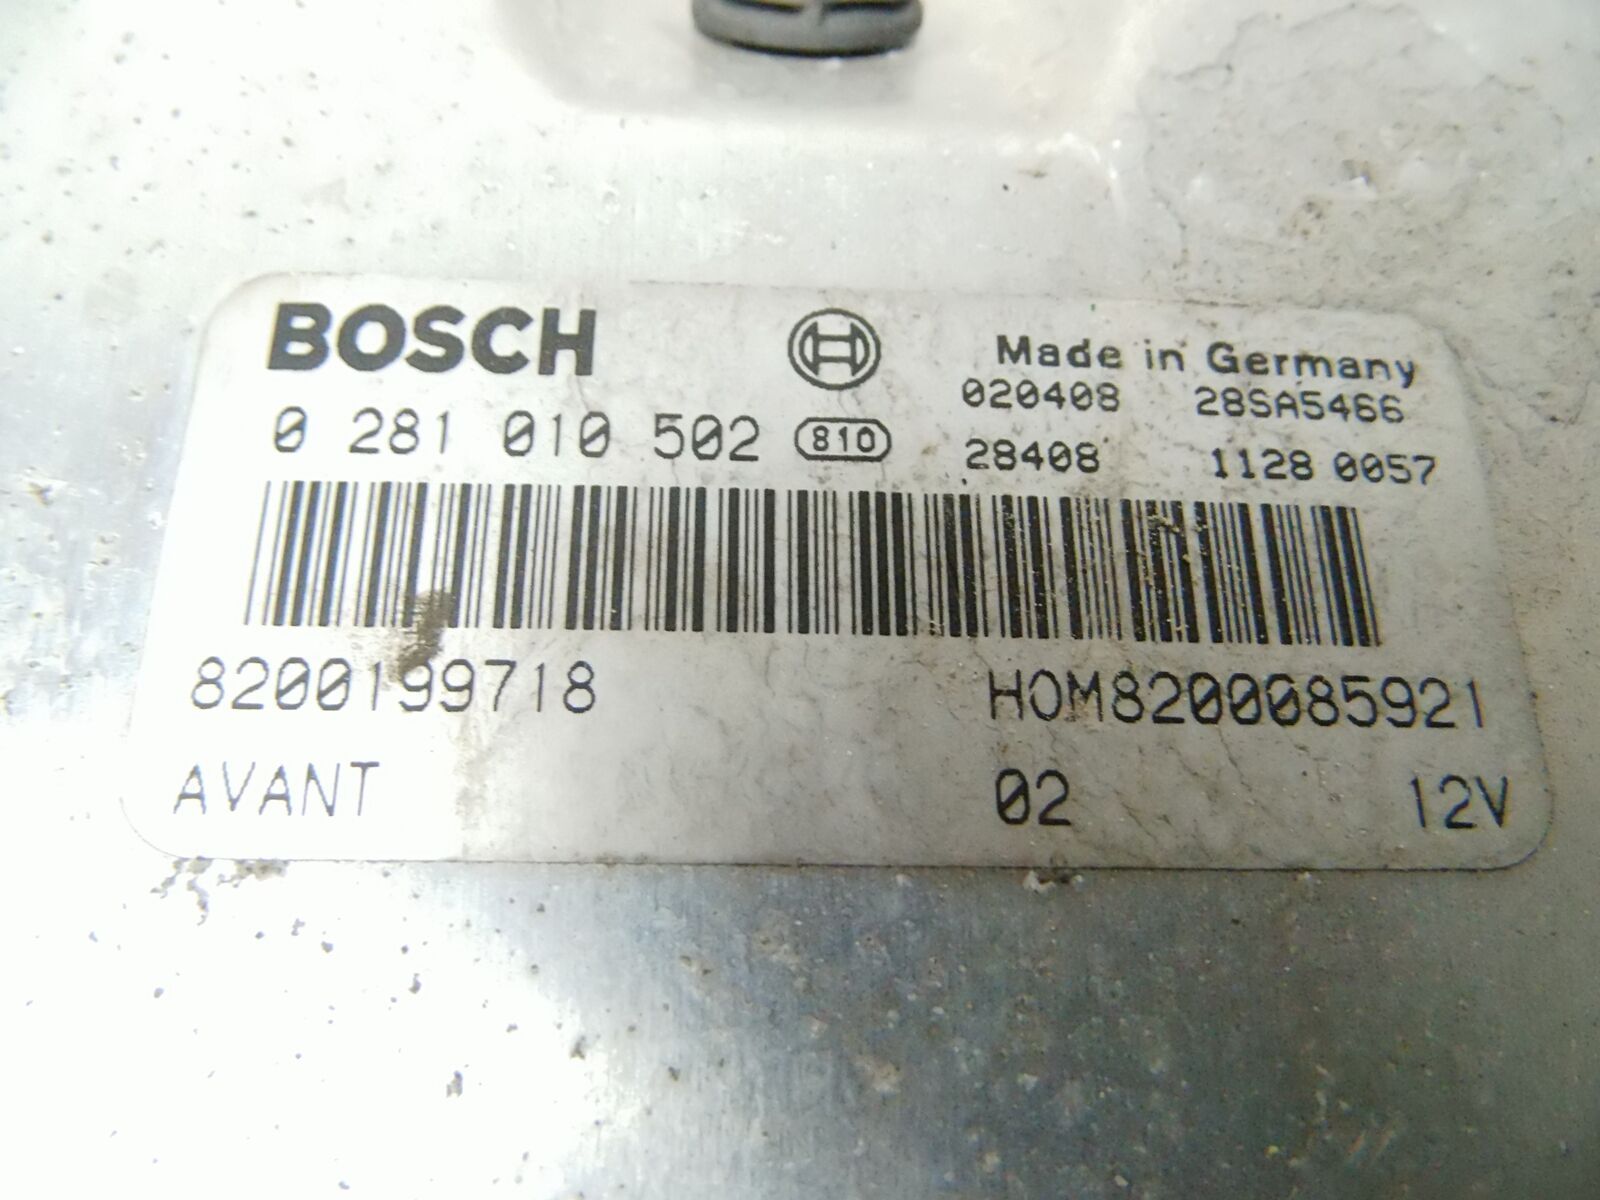 BOSCH
Made in Germany
020408 28SA5466
0 281 010 502 810
28408 1128 0057
8200199718 HOM8200085921
AVANT 02 12V